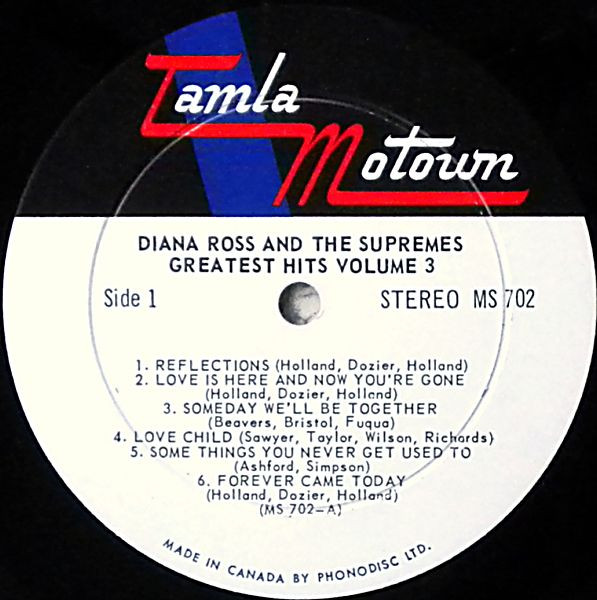 Tamla
Motown
DIANA ROSS AND THE SUPREMES
GREATEST HITS VOLUME 3
Side 1
STEREO MS 702
1. REFLECTIONS (Holland, Dozier, Holland)
2. LOVE IS HERE AND NOW YOU'RE GONE
(Holland, Dozier, Holland)
3. SOMEDAY WE'LL BE TOGETHER
(Beavers, Bristol, Fuqua)
4. LOVE CHILD (Sawyer, Taylor, Wilson, Richards)
5. SOME THINGS YOU NEVER GET USED TO
(Ashford, Simpson)
6. FOREVER CAME TODAY
(Holland, Dozier, Holland)
(MS 702-A)
MADE IN CANADA BY PHONODISC LTD.